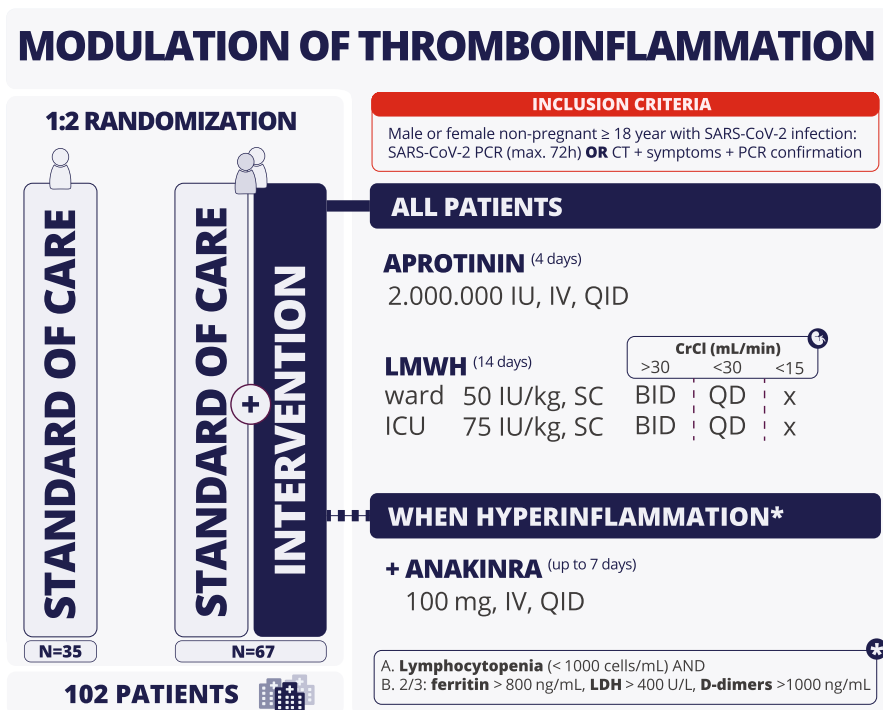 MODULATION OF THROMBOINFLAMMATION
1:2 RANDOMIZATION
STANDARD OF CARE
STANDARD OF CARE
+
INTERVENTION
N=35
N=67
102 PATIENTS
INCLUSION CRITERIA
Male or female non-pregnant ≥ 18 year with SARS-CoV-2 infection:
SARS-CoV-2 PCR (max. 72h) OR CT + symptoms + PCR confirmation
ALL PATIENTS
APROTININ (4 days)
2.000.000 IU, IV, QID
CrCl (mL/min)
LMWH (14 days) >30 <30 <15
ward 50 IU/kg, SC BID QD x
ICU 75 IU/kg, SC BID QD x
WHEN HYPERINFLAMMATION*
+ ANAKINRA (up to 7 days)
100 mg, IV, QID
*
A. Lymphocytopenia (< 1000 cells/mL) AND
B. 2/3: ferritin > 800 ng/mL, LDH > 400 U/L, D-dimers >1000 ng/mL